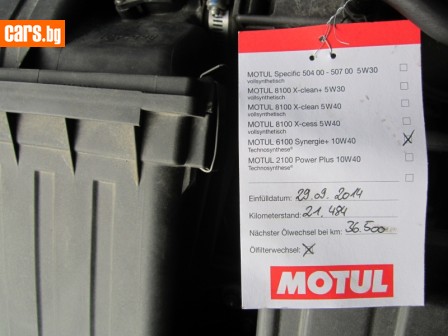 cars.bg
MOTUL
MOTUL Specific 504 00 - 507 00 5W30
vollsynthetisch
MOTUL 8100 X-clean+ 5W30
vollsynthetisch
MOTUL 8100 X-clean 5W40
vollsynthetisch
MOTUL 8100 X-cess 5W40
vollsynthetisch
MOTUL 6100 Synergie+ 10W40
Technosynthese®
MOTUL 2100 Power Plus 10W40
Technosynthese®
Einfülldatum: 29.09.2014
Kilometerstand: 21.484
Nächster Ölwechsel bei km: 36.500
Ölfilterwechsel: X
MOTUL